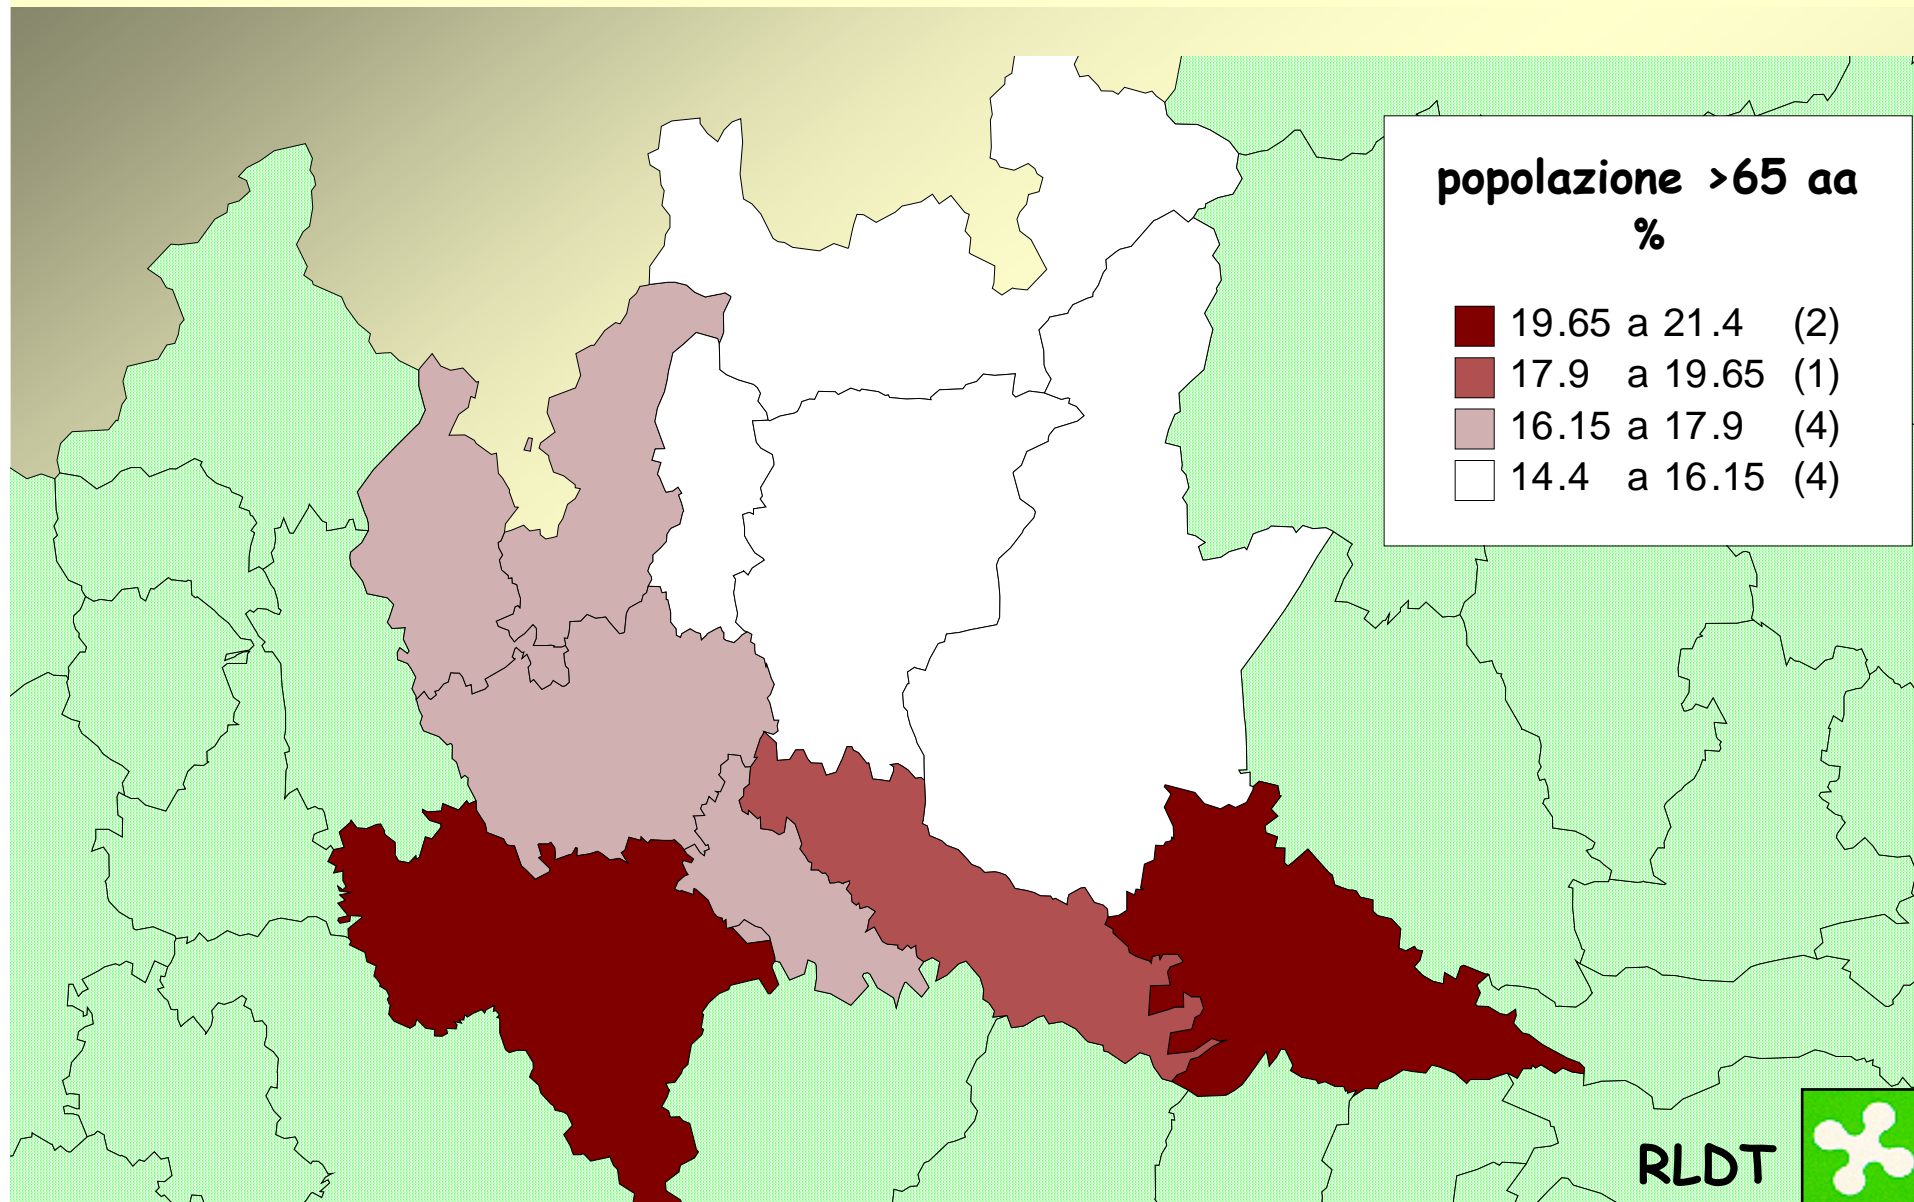 popolazione >65 aa
%
19.65 a 21.4 (2)
17.9 a 19.65 (1)
16.15 a 17.9 (4)
14.4 a 16.15 (4)
RLDT